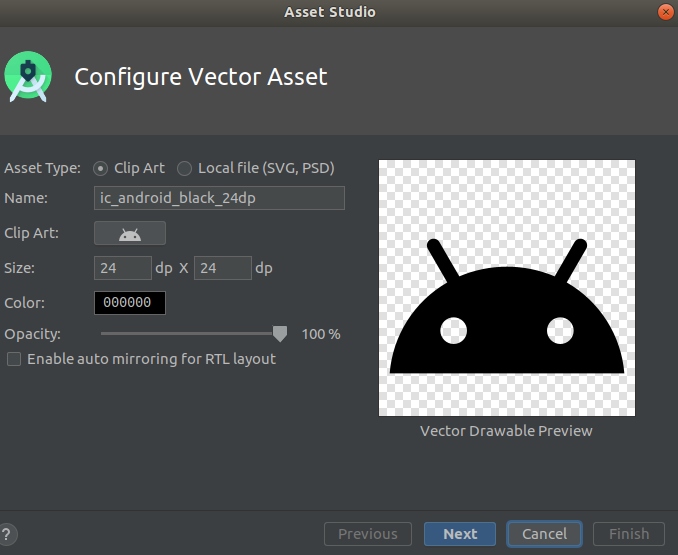 Asset Studio
Configure Vector Asset
Asset Type: Clip Art Local file (SVG, PSD)
Name: ic_android_black_24dp
Clip Art:
Size: 24 dp X 24 dp
Color: 000000
Opacity: 100 %
Enable auto mirroring for RTL layout
Vector Drawable Preview
? Previous Next Cancel Finish